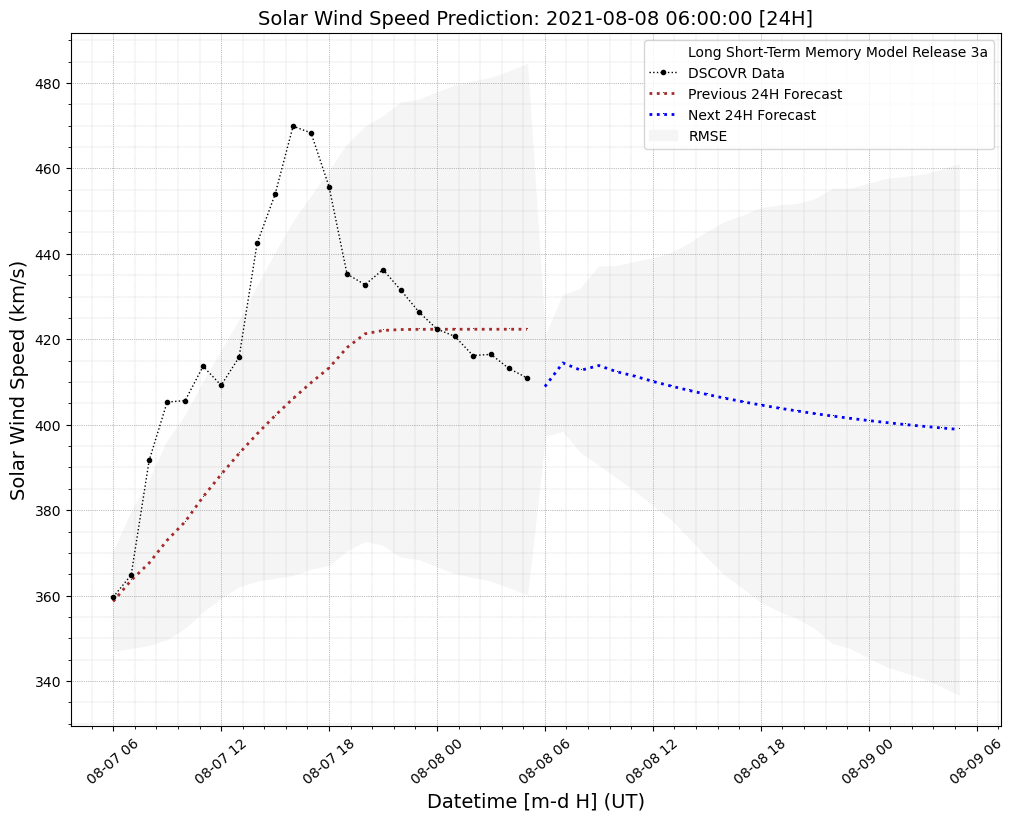 Solar Wind Speed Prediction: 2021-08-08 06:00:00 [24H]
Long Short-Term Memory Model Release 3a
DSCOVR Data
Previous 24H Forecast
Next 24H Forecast
RMSE
Solar Wind Speed (km/s)
480
460
440
420
400
380
360
340
08-07 06
08-07 12
08-07 18
08-08 00
08-08 06
08-08 12
08-08 18
08-09 00
08-09 06
Datetime [m-d H] (UT)